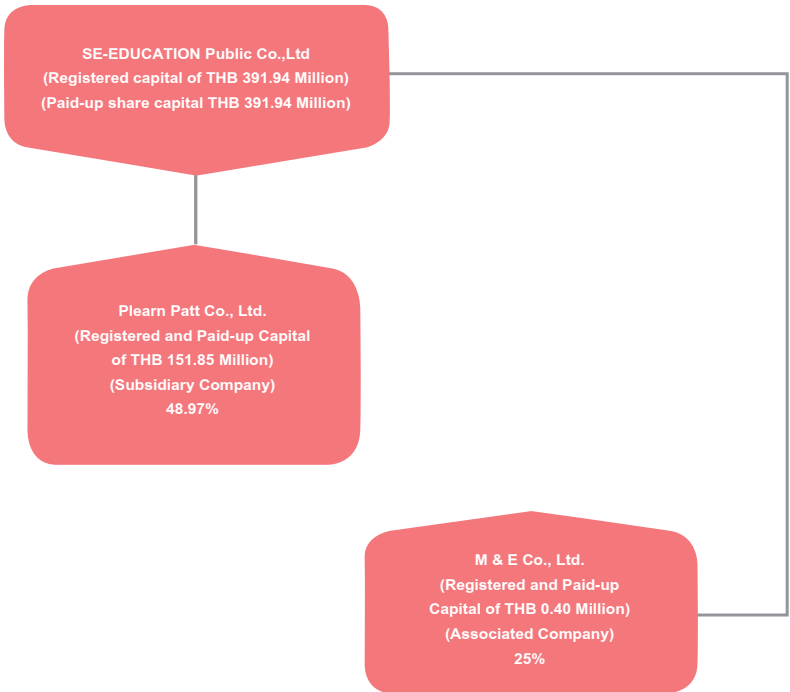 SE-EDUCATION Public Co.,Ltd
(Registered capital of THB 391.94 Million)
(Paid-up share capital THB 391.94 Million)
Plearn Patt Co., Ltd.
(Registered and Paid-up Capital
of THB 151.85 Million)
(Subsidiary Company)
48.97%
M & E Co., Ltd.
(Registered and Paid-up
Capital of THB 0.40 Million)
(Associated Company)
25%